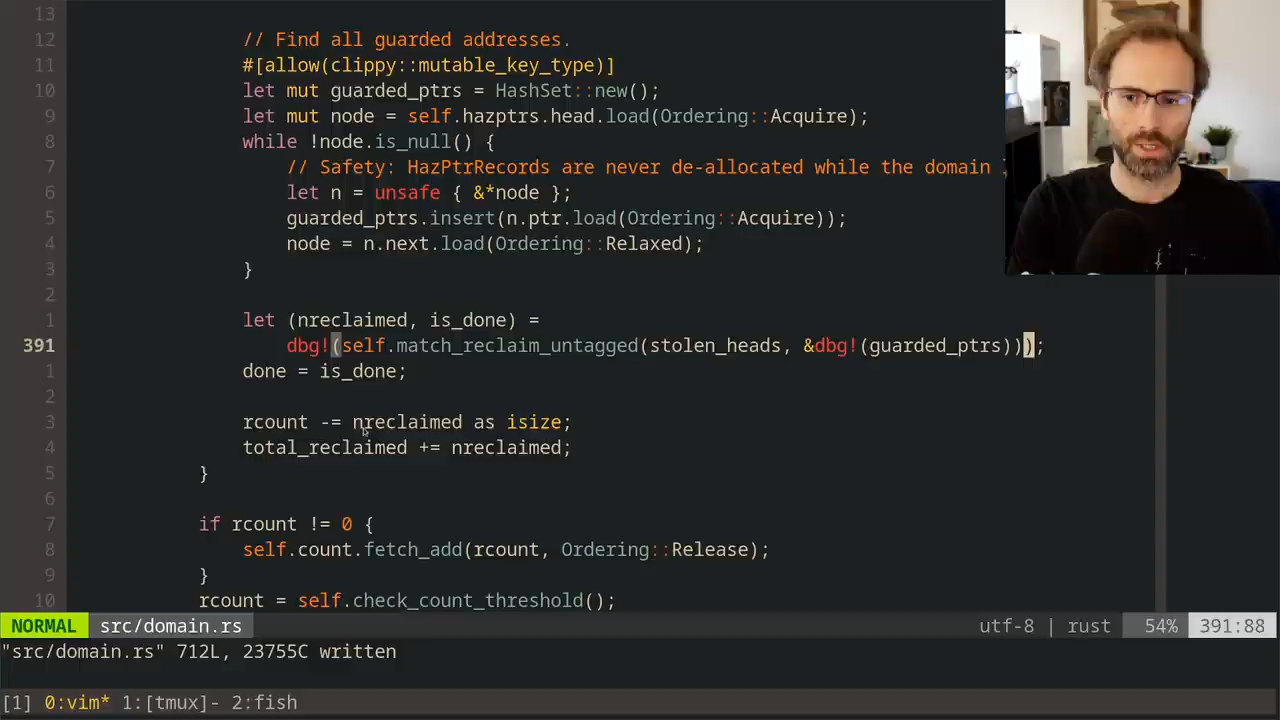 13
12 // Find all guarded addresses.
11 #[allow(clippy::mutable_key_type)]
10 let mut guarded_ptrs = HashSet::new();
9 let mut node = self.hazptrs.head.load(Ordering::Acquire);
8 while !node.is_null() {
7 // Safety: HazPtrRecords are never de-allocated while the domain
6 let n = unsafe { &*node };
5 guarded_ptrs.insert(n.ptr.load(Ordering::Acquire));
4 node = n.next.load(Ordering::Relaxed);
3 }
2
1 let (nreclaimed, is_done) =
391 dbg!(self.match_reclaim_untagged(stolen_heads, &dbg!(guarded_ptrs)));
1 done = is_done;
2
3 rcount -= nreclaimed as isize;
4 total_reclaimed += nreclaimed;
5 }
6
7 if rcount != 0 {
8 self.count.fetch_add(rcount, Ordering::Release);
9 }
10 rcount = self.check_count_threshold();
NORMAL src/domain.rs utf-8 | rust 54% 391:88
"src/domain.rs" 712L, 23755C written
[1] 0:vim* 1:[tmux]- 2:fish